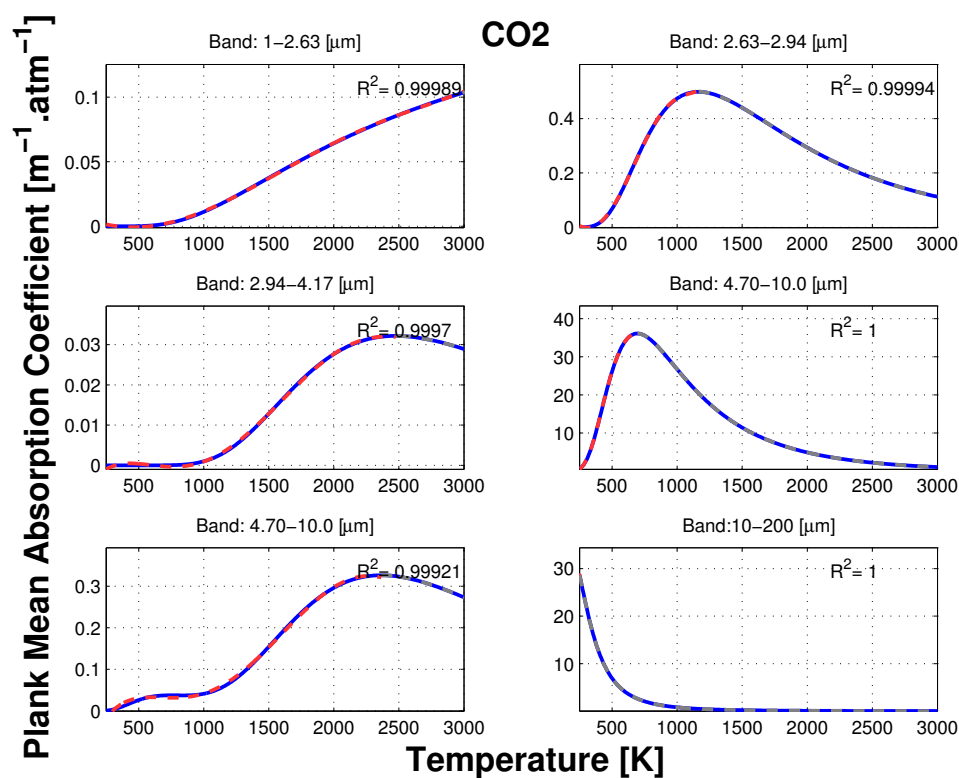 CO2
Plank Mean Absorption Coefficient [m⁻¹.atm⁻¹]
Band: 1−2.63 [μm]
R²= 0.99989
0.1
0.05
0
500 1000 1500 2000 2500 3000
Band: 2.63−2.94 [μm]
R²= 0.99994
0.4
0.2
0
500 1000 1500 2000 2500 3000
Band: 2.94−4.17 [μm]
R²= 0.9997
0.03
0.02
0.01
0
500 1000 1500 2000 2500 3000
Band: 4.70−10.0 [μm]
R²= 1
40
30
20
10
500 1000 1500 2000 2500 3000
Band: 4.70−10.0 [μm]
R²= 0.99921
0.3
0.2
0.1
0
500 1000 1500 2000 2500 3000
Band:10−200 [μm]
R²= 1
30
20
10
500 1000 1500 2000 2500 3000
Temperature [K]